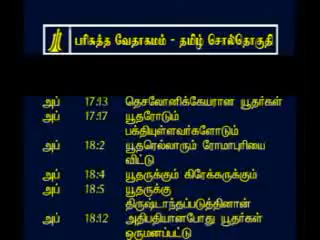 பரிசுத்த வேதாகமம் - தமிழ் சொல்தொகுதி
அப் 17:13 தெசலோனிக்கேயரான யூதர்கள்
அப் 17:17 யூதரோடும்
பக்தியுள்ளவர்களோடும்
அப் 18:2 யூதரெல்லாரும் ரோமாபுரியை
விட்டு
அப் 18:4 யூதருக்கும் கிரேக்கருக்கும்
அப் 18:5 யூதருக்கு
திருஷ்டாந்தப்படுத்தினான்
அப் 18:12 அதிபதியானபோது யூதர்கள்
ஒருமனப்பட்டு